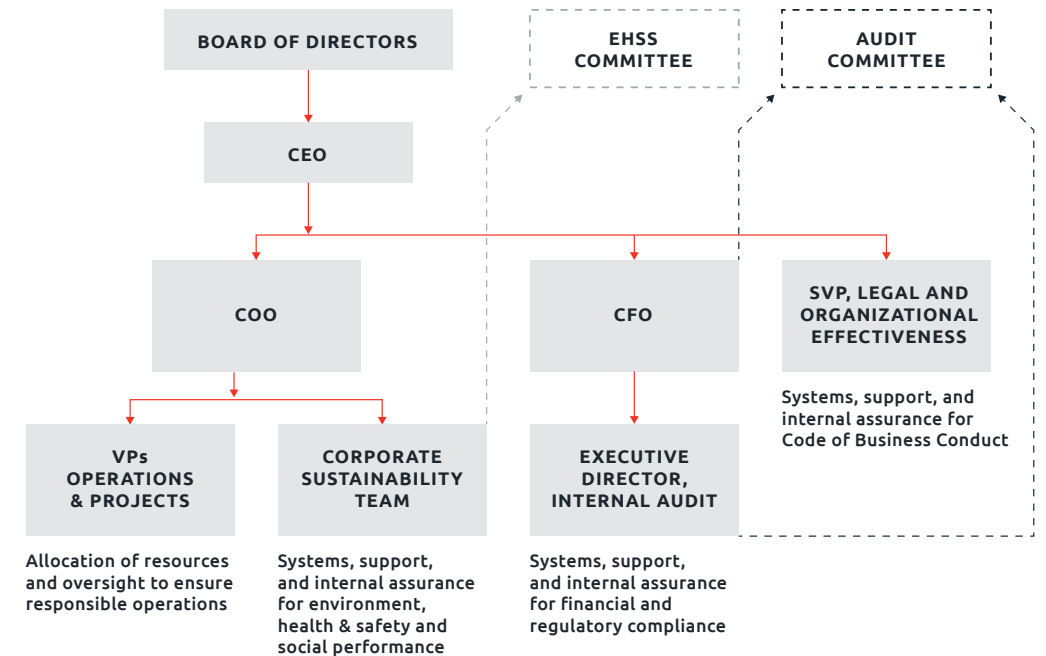 BOARD OF DIRECTORS
EHSS
COMMITTEE
AUDIT
COMMITTEE
CEO
COO
CFO
SVP, LEGAL AND
ORGANIZATIONAL
EFFECTIVENESS
Systems, support, and
internal assurance for
Code of Business Conduct
VPs
OPERATIONS
& PROJECTS
Allocation of resources
and oversight to ensure
responsible operations
CORPORATE
SUSTAINABILITY
TEAM
Systems, support,
and internal assurance
for environment,
health & safety and
social performance
EXECUTIVE
DIRECTOR,
INTERNAL AUDIT
Systems, support,
and internal assurance
for financial and
regulatory compliance